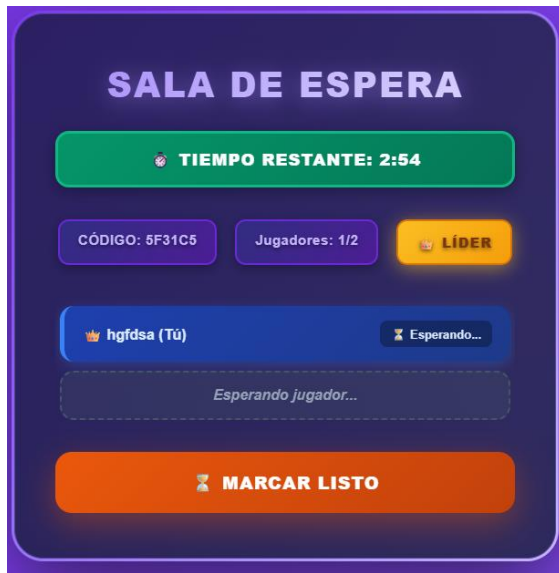 SALA DE ESPERA
TIEMPO RESTANTE: 2:54
CÓDIGO: 5F31C5
Jugadores: 1/2
LÍDER
hgfdsa (Tú)
Esperando...
Esperando jugador...
MARCAR LISTO